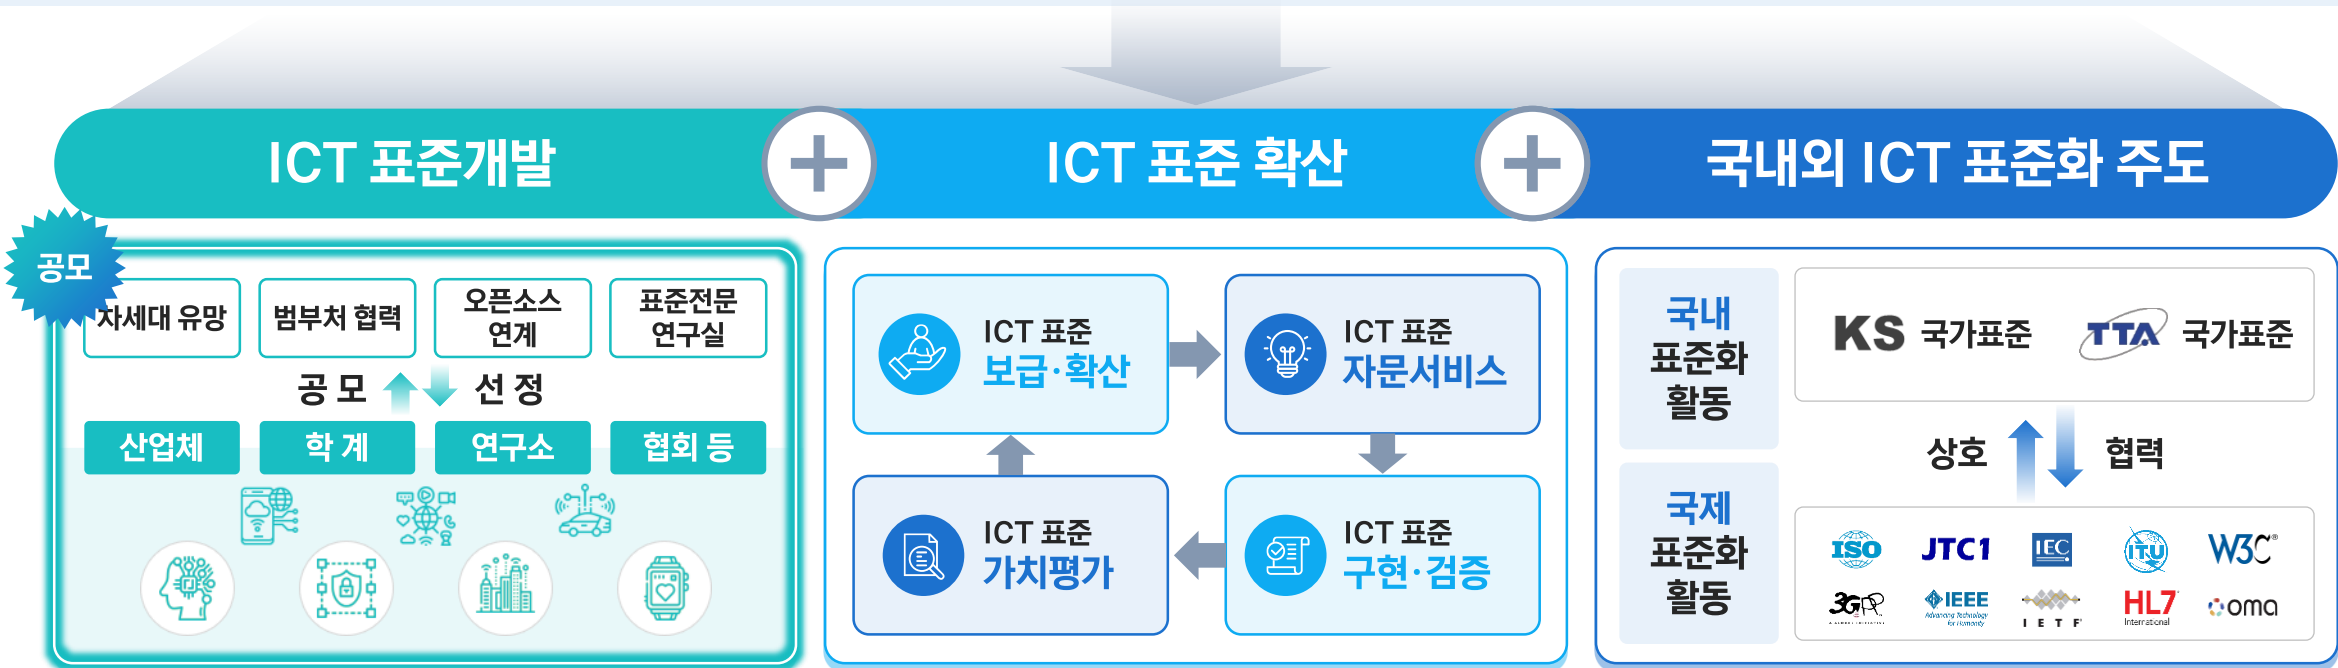 ICT 표준개발
ICT 표준 확산
국내외 ICT 표준화 주도
공모
차세대 유망
범부처 협력
오픈소스
연계
표준전문
연구실
공 모
선 정
산업체
학 계
연구소
협회 등
ICT 표준
보급·확산
ICT 표준
자문서비스
ICT 표준
가치평가
ICT 표준
구현·검증
국내
표준화
활동
KS 국가표준
TTA 국가표준
상호
협력
국제
표준화
활동
ISO
JTC1
IEC
ITU
W3C®
3GPP
IEEE
Advancing Technology
for Humanity
IETF
HL7
International
oma